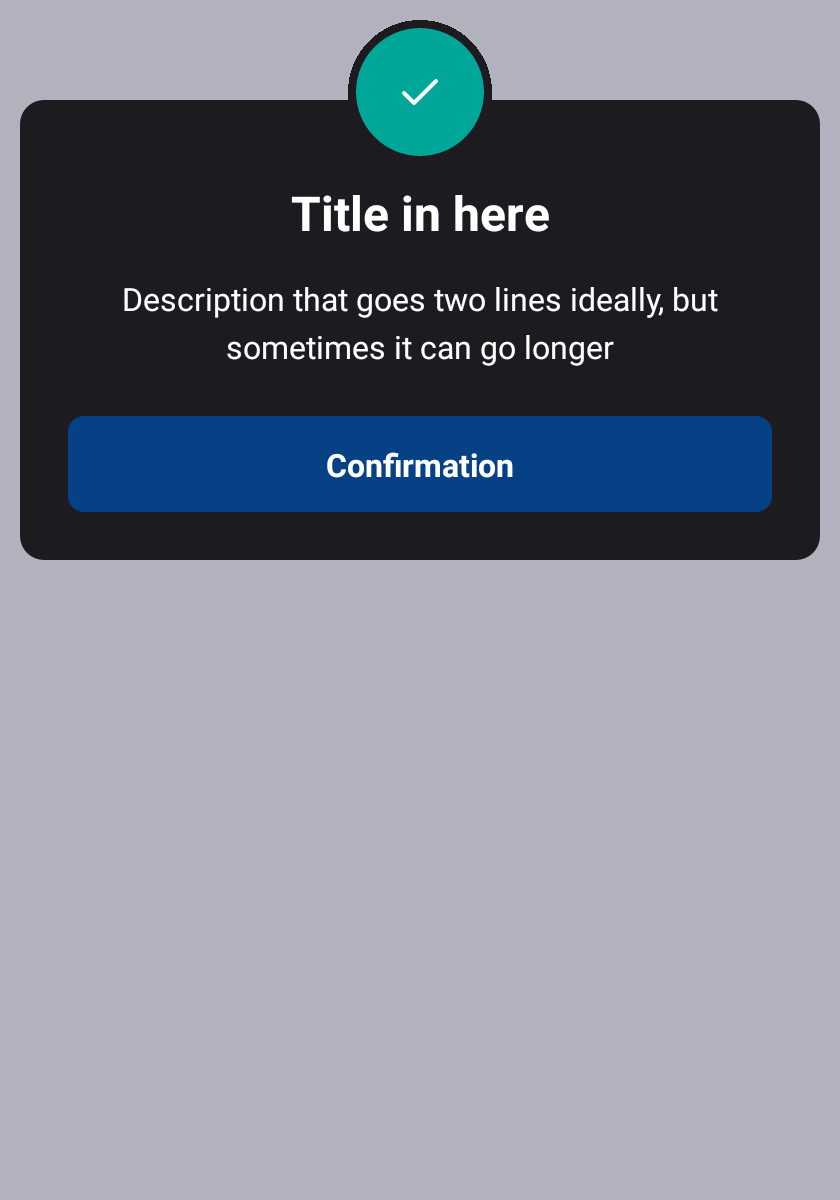 Title in here
Description that goes two lines ideally, but
sometimes it can go longer
Confirmation